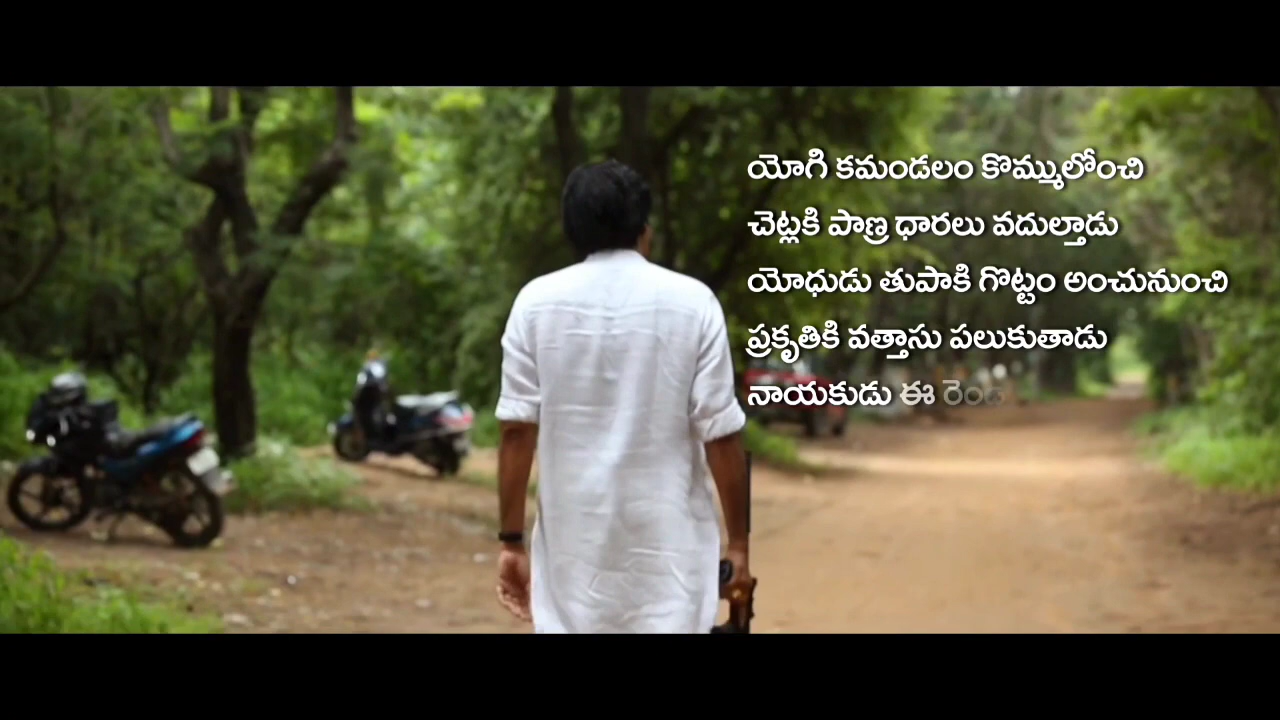 యోగి కమండలం కొమ్ములోంచి
చెట్లకి పాణ్ర ధారలు వదుల్తాడు
యోధుడు తుపాకి గొట్టం అంచునుంచి
ప్రకృతికి వత్తాసు పలుకుతాడు
నాయకుడు ఈ రెండ